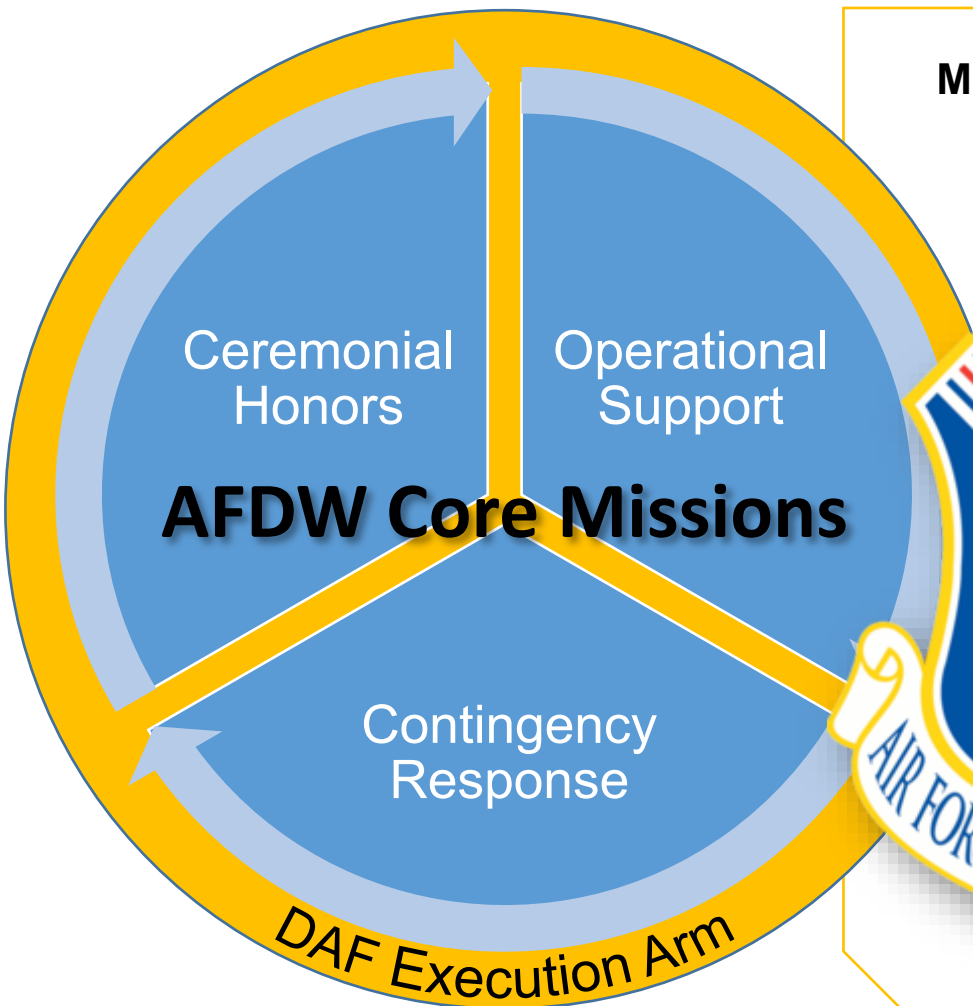 M
Ceremonial
Honors
Operational
Support
AFDW Core Missions
Contingency
Response
AIR FOR
DAF Execution Arm